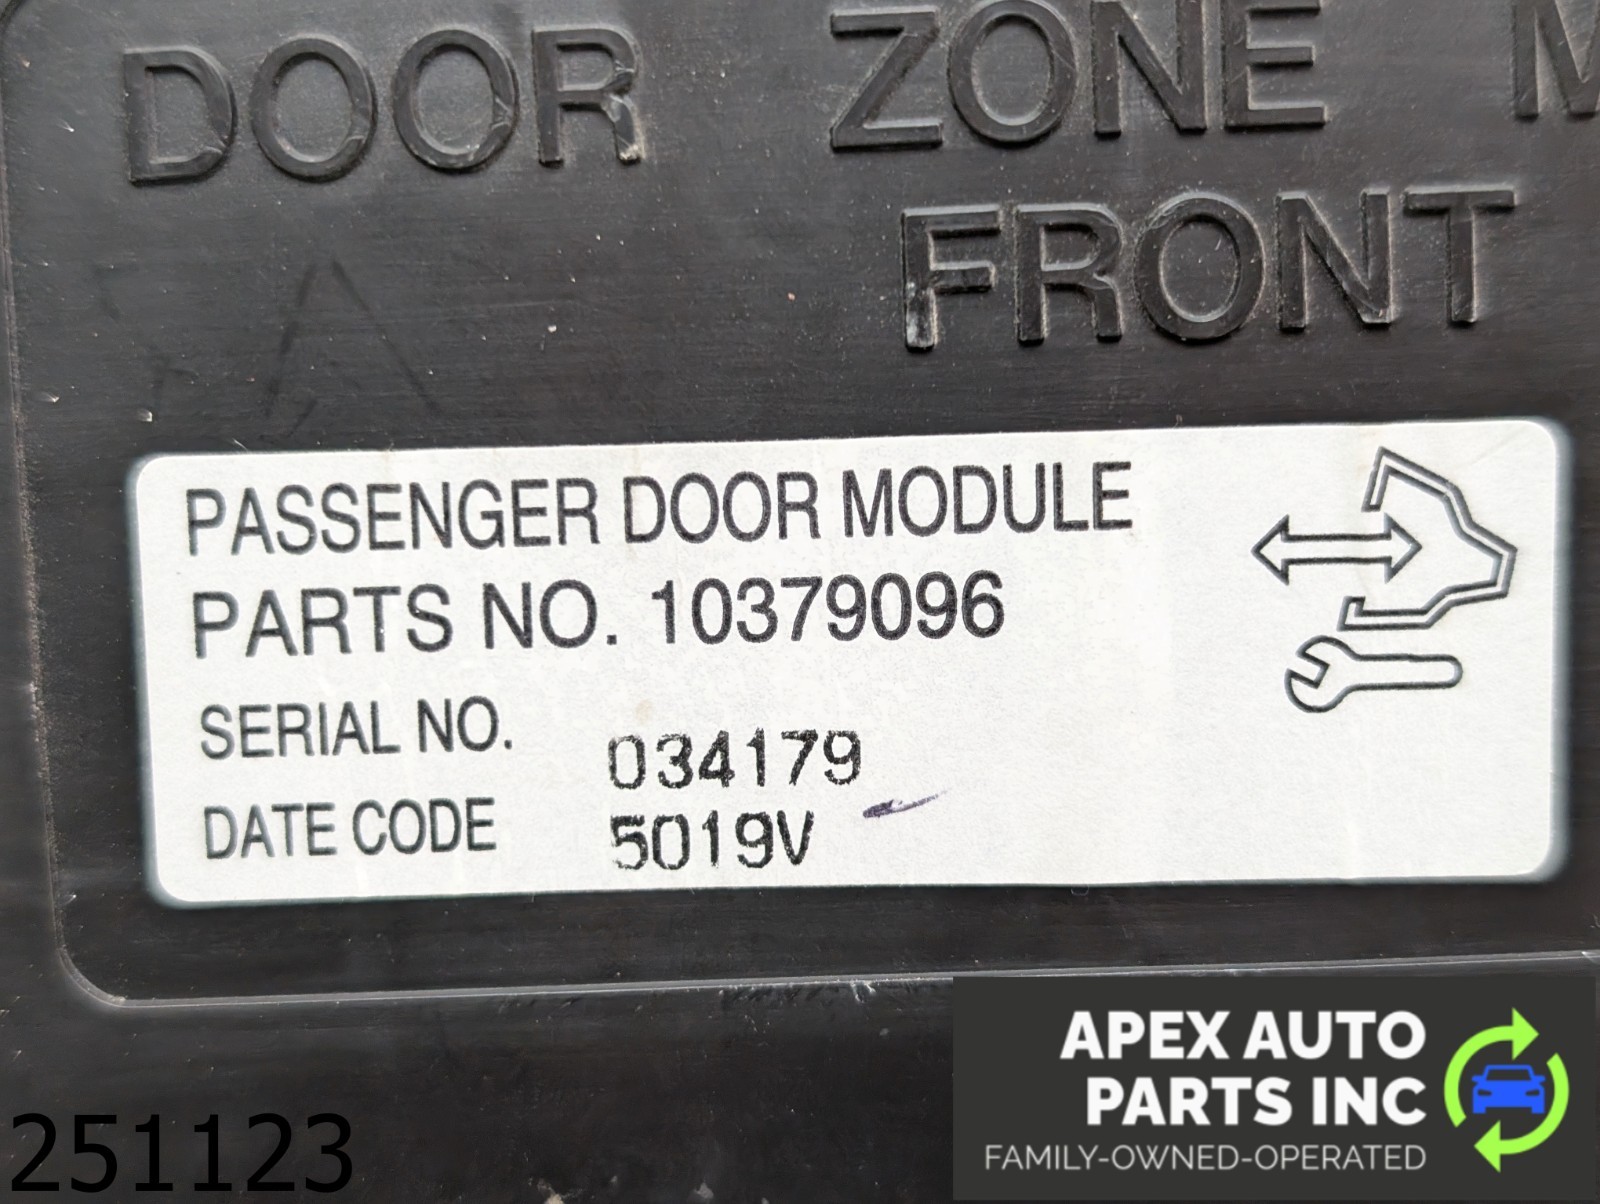 DOOR ZONE M
FRONT
PASSENGER DOOR MODULE
PARTS NO. 10379096
SERIAL NO. 034179
DATE CODE 5019V
251123
APEX AUTO
PARTS INC
FAMILY-OWNED-OPERATED